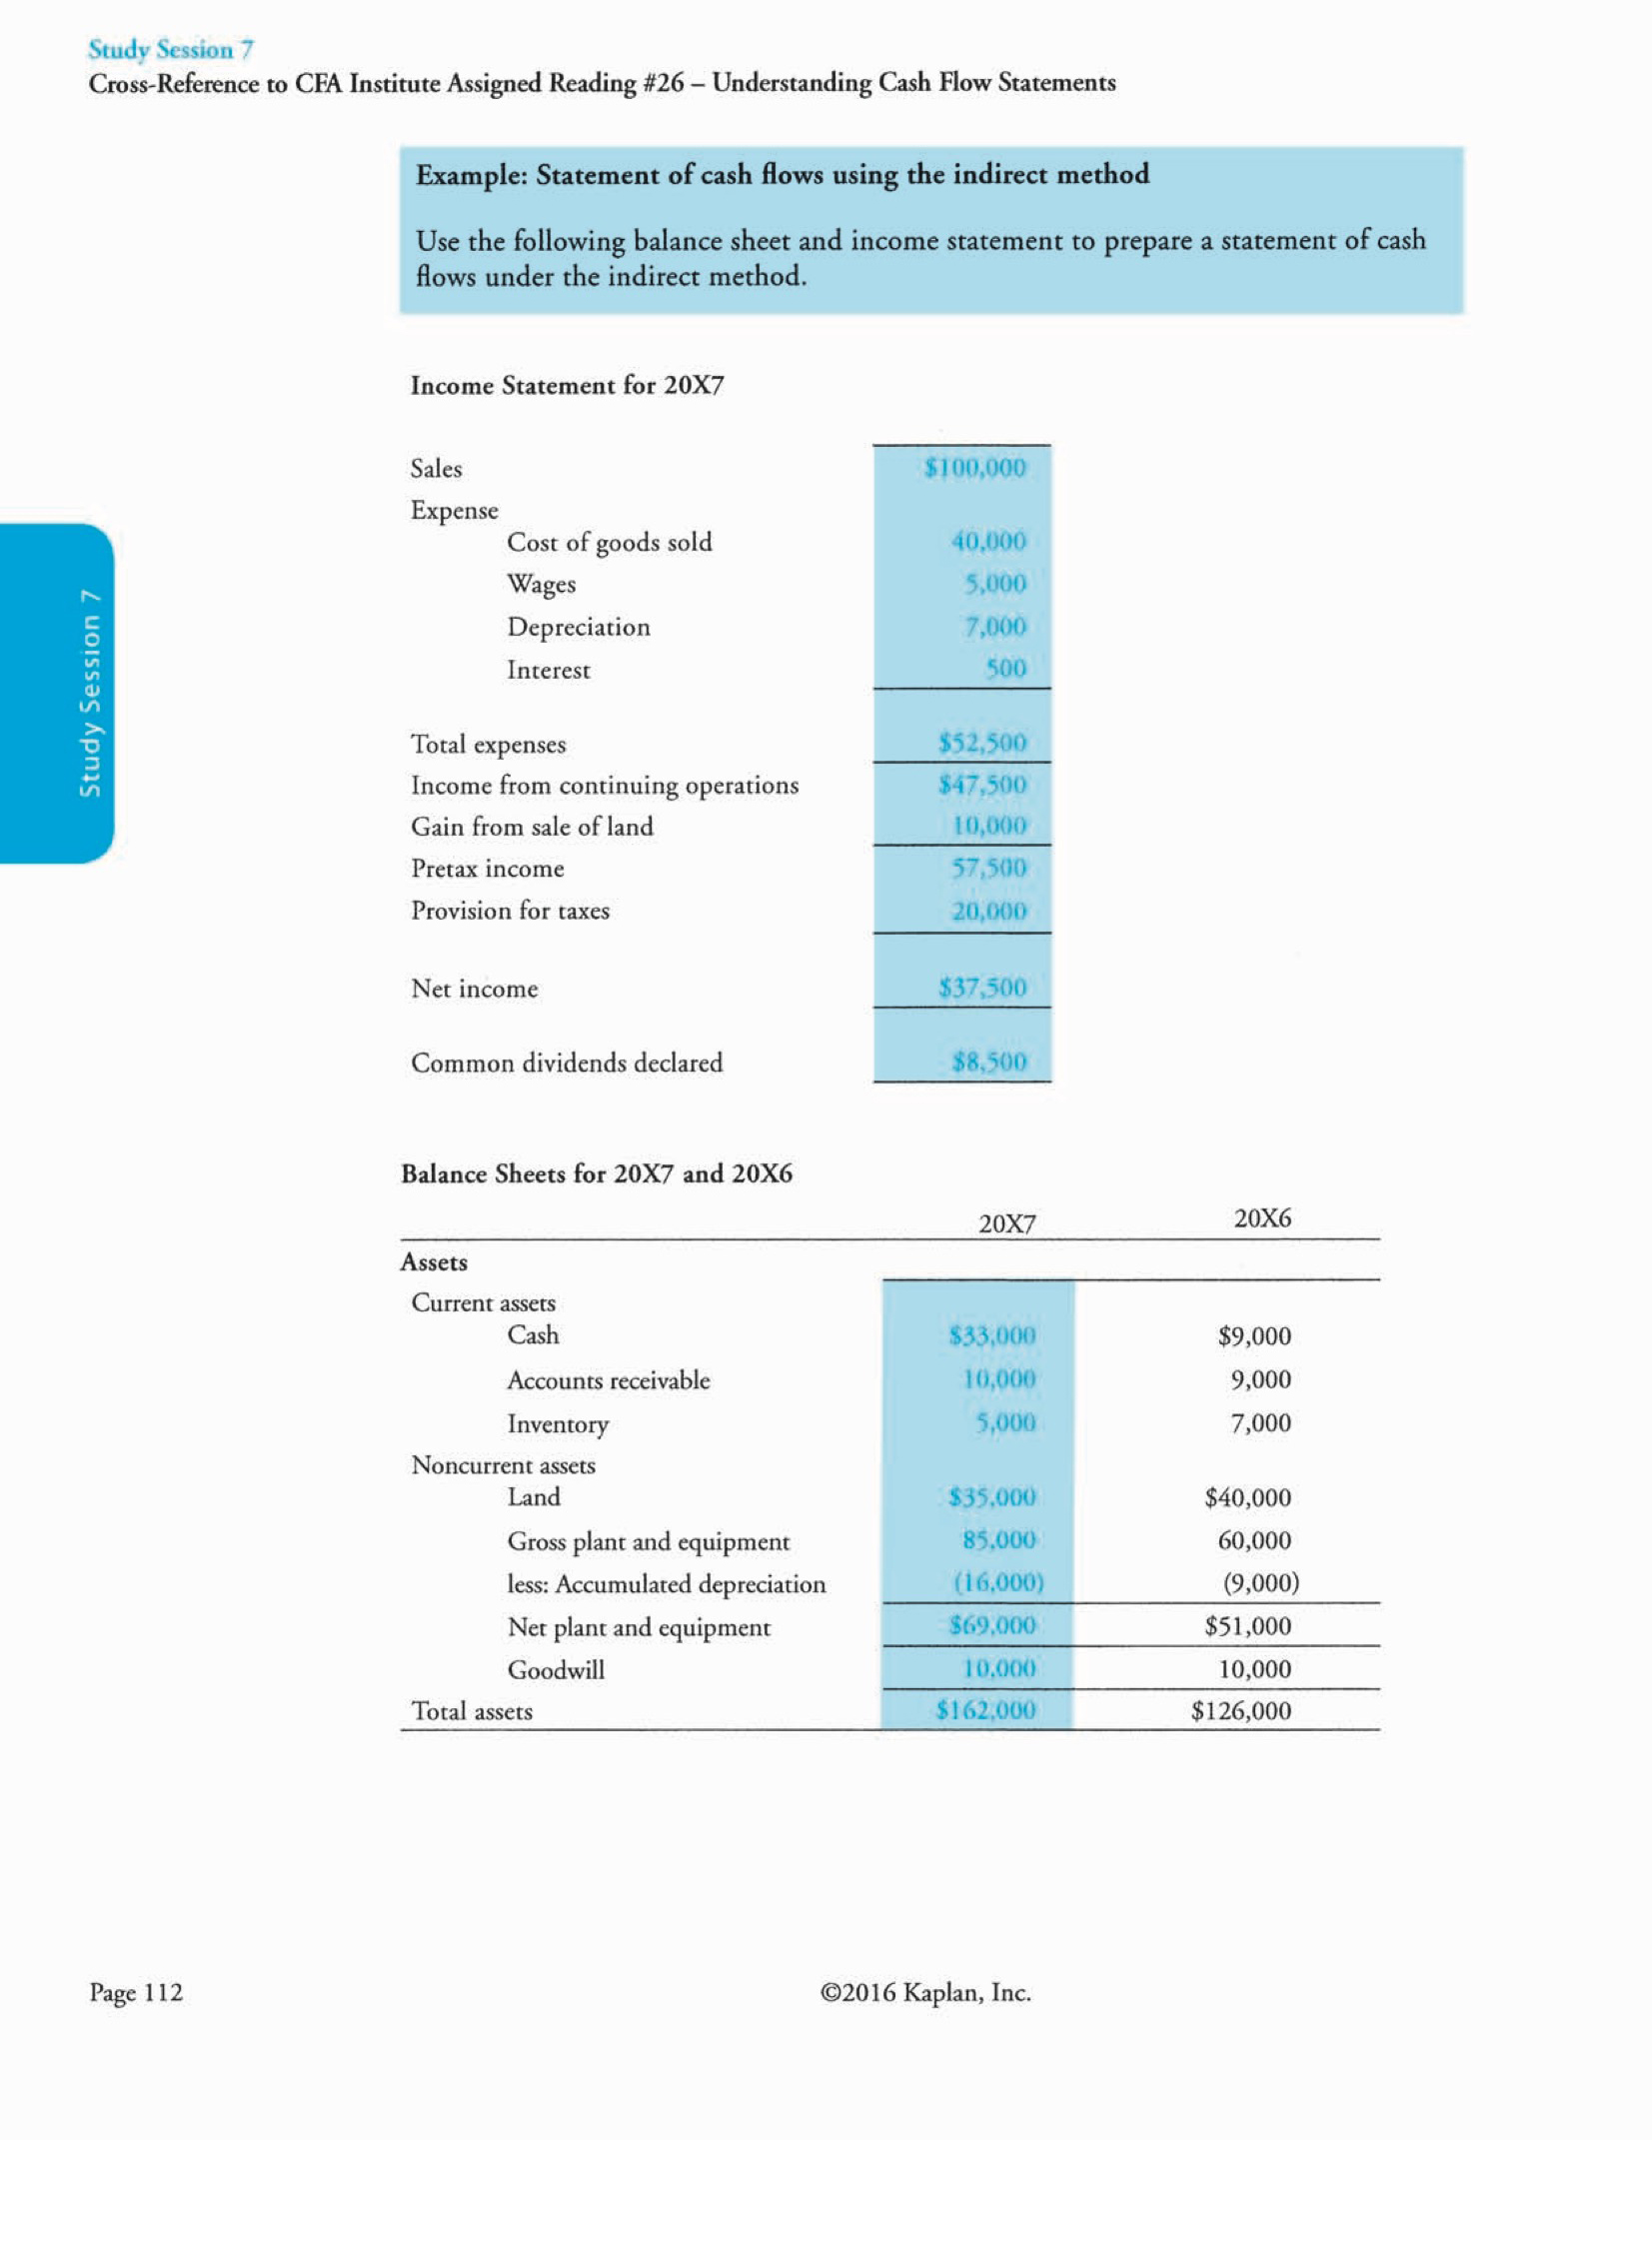 Study Session 7
Cross-Reference to CFA Institute Assigned Reading #26 – Understanding Cash Flow Statements
Example: Statement of cash flows using the indirect method
Use the following balance sheet and income statement to prepare a statement of cash
flows under the indirect method.
Income Statement for 20X7
Sales $100,000
Expense
Cost of goods sold 40,000
Wages 5,000
Depreciation 7,000
Interest 500
Total expenses $52,500
Income from continuing operations $47,500
Gain from sale of land 10,000
Pretax income 57,500
Provision for taxes 20,000
Net income $37,500
Common dividends declared $8,500
Study Session 7
Balance Sheets for 20X7 and 20X6
20X7 20X6
Assets
Current assets
Cash $33,000 $9,000
Accounts receivable 10,000 9,000
Inventory 5,000 7,000
Noncurrent assets
Land $35,000 $40,000
Gross plant and equipment 85,000 60,000
less: Accumulated depreciation (16,000) (9,000)
Net plant and equipment $69,000 $51,000
Goodwill 10,000 10,000
Total assets $162,000 $126,000
Page 112 ©2016 Kaplan, Inc.